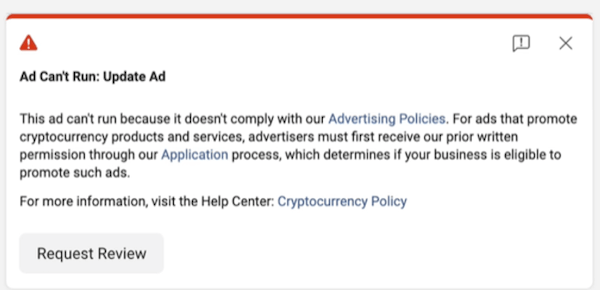 Ad Can't Run: Update Ad
This ad can't run because it doesn't comply with our Advertising Policies. For ads that promote
cryptocurrency products and services, advertisers must first receive our prior written
permission through our Application process, which determines if your business is eligible to
promote such ads.
For more information, visit the Help Center: Cryptocurrency Policy
Request Review